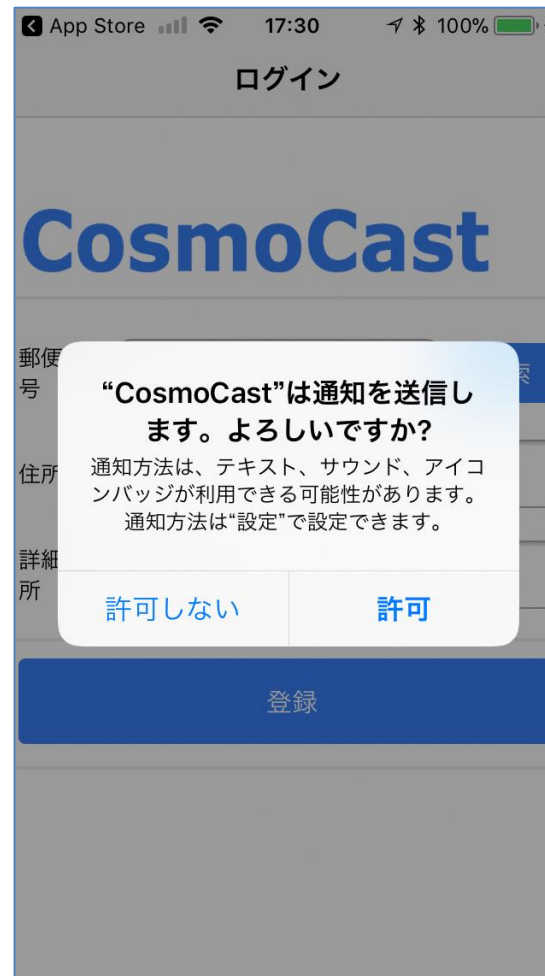 App Store 17:30 100%
ログイン
CosmoCast
郵便
号
索
“CosmoCast”は通知を送信し
ます。よろしいですか?
通知方法は、テキスト、サウンド、アイコ
ンバッジが利用できる可能性があります。
通知方法は“設定”で設定できます。
住所
詳細
所
許可しない 許可
登録